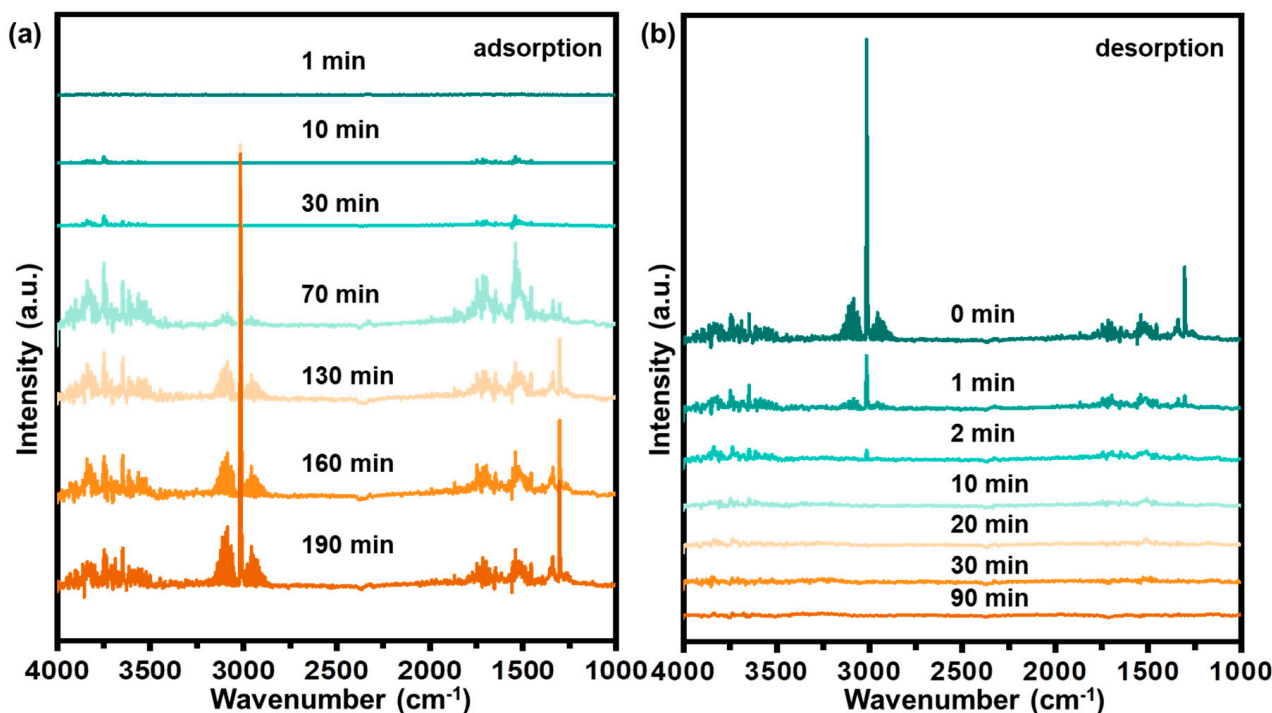 (a)
adsorption
1 min
10 min
30 min
70 min
130 min
160 min
190 min
Intensity (a.u.)
4000 3500 3000 2500 2000 1500 1000
Wavenumber (cm⁻¹)
(b)
desorption
0 min
1 min
2 min
10 min
20 min
30 min
90 min
Intensity (a.u.)
4000 3500 3000 2500 2000 1500 1000
Wavenumber (cm⁻¹)